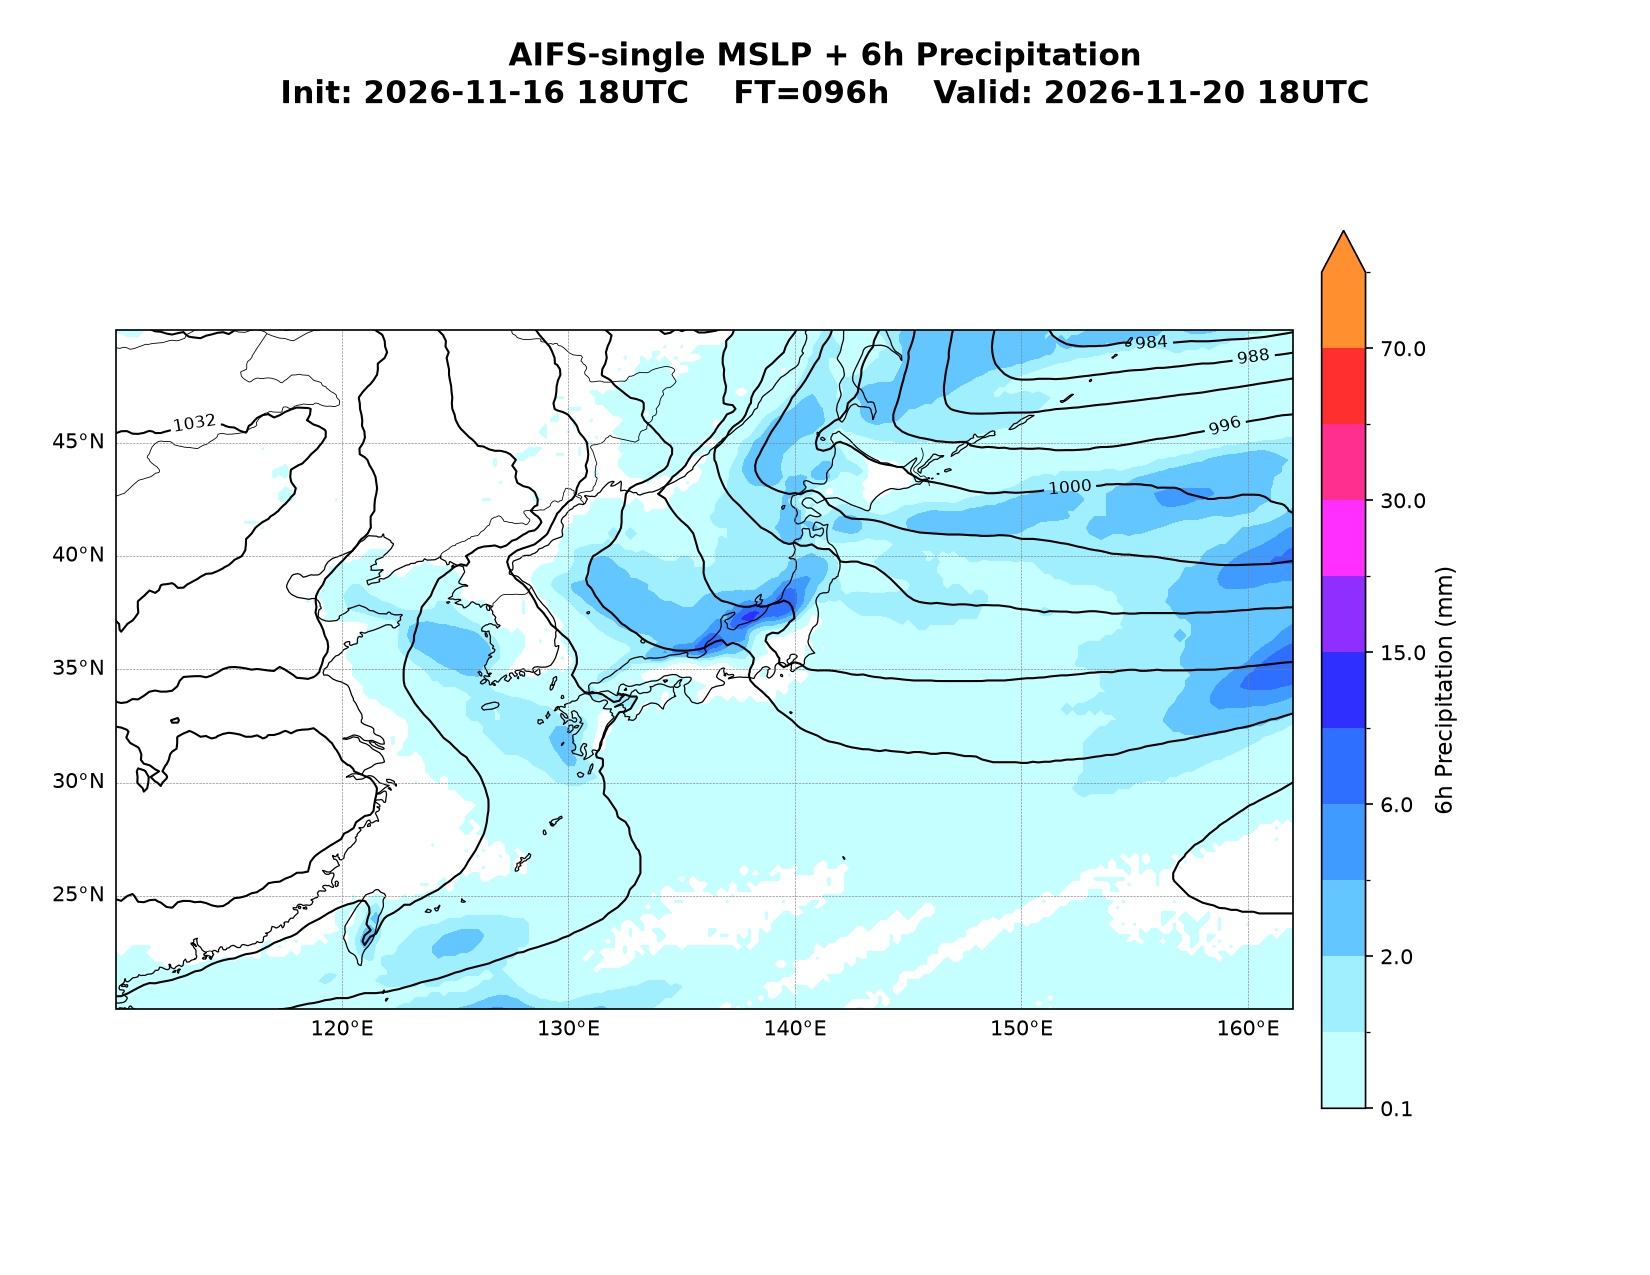 AIFS-single MSLP + 6h Precipitation
Init: 2026-11-16 18UTC    FT=096h    Valid: 2026-11-20 18UTC
984
988
1032
996
1000
45°N
40°N
35°N
30°N
25°N
120°E
130°E
140°E
150°E
160°E
70.0
30.0
15.0
6.0
2.0
0.1
6h Precipitation (mm)